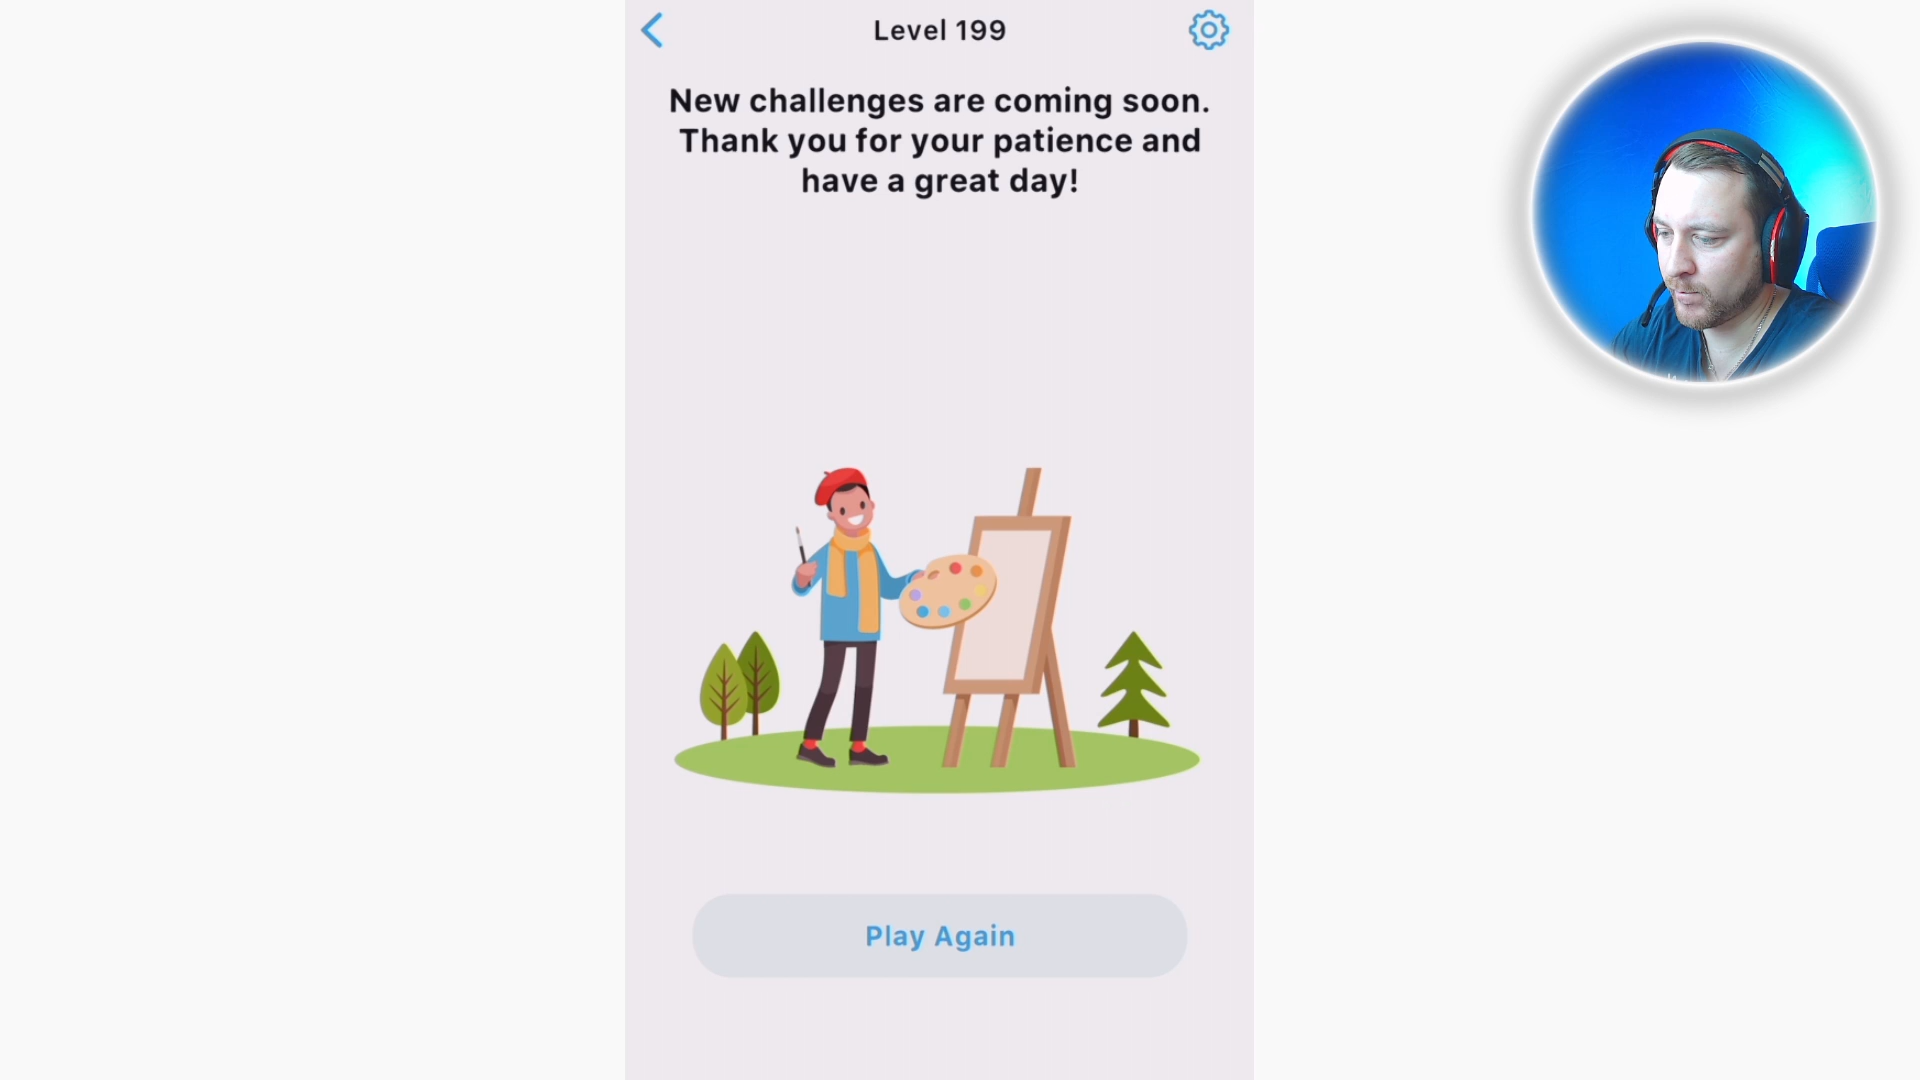 Level 199
New challenges are coming soon.
Thank you for your patience and
have a great day!
Play Again